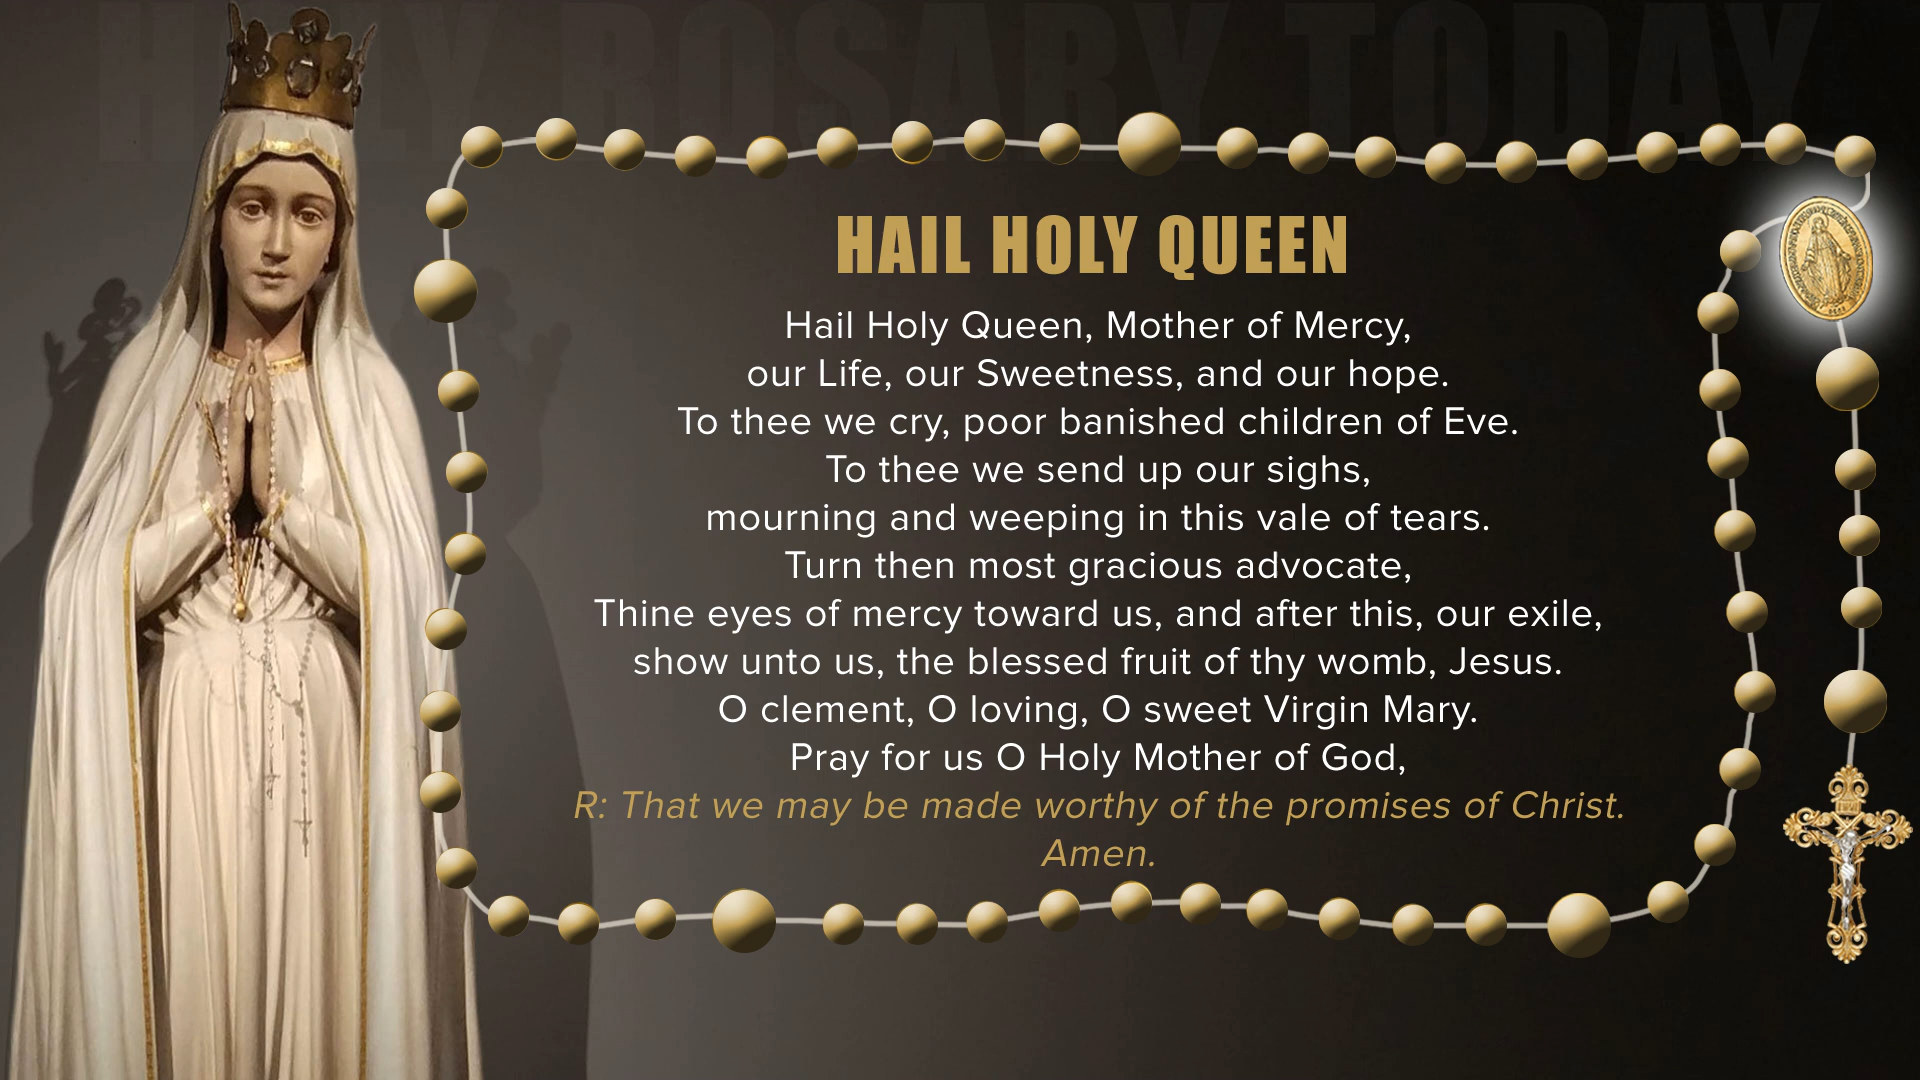 HOLY ROSARY TODAY
HAIL HOLY QUEEN
Hail Holy Queen, Mother of Mercy,
our Life, our Sweetness, and our hope.
To thee we cry, poor banished children of Eve.
To thee we send up our sighs,
mourning and weeping in this vale of tears.
Turn then most gracious advocate,
Thine eyes of mercy toward us, and after this, our exile,
show unto us, the blessed fruit of thy womb, Jesus.
O clement, O loving, O sweet Virgin Mary.
Pray for us O Holy Mother of God,
R: That we may be made worthy of the promises of Christ.
Amen.